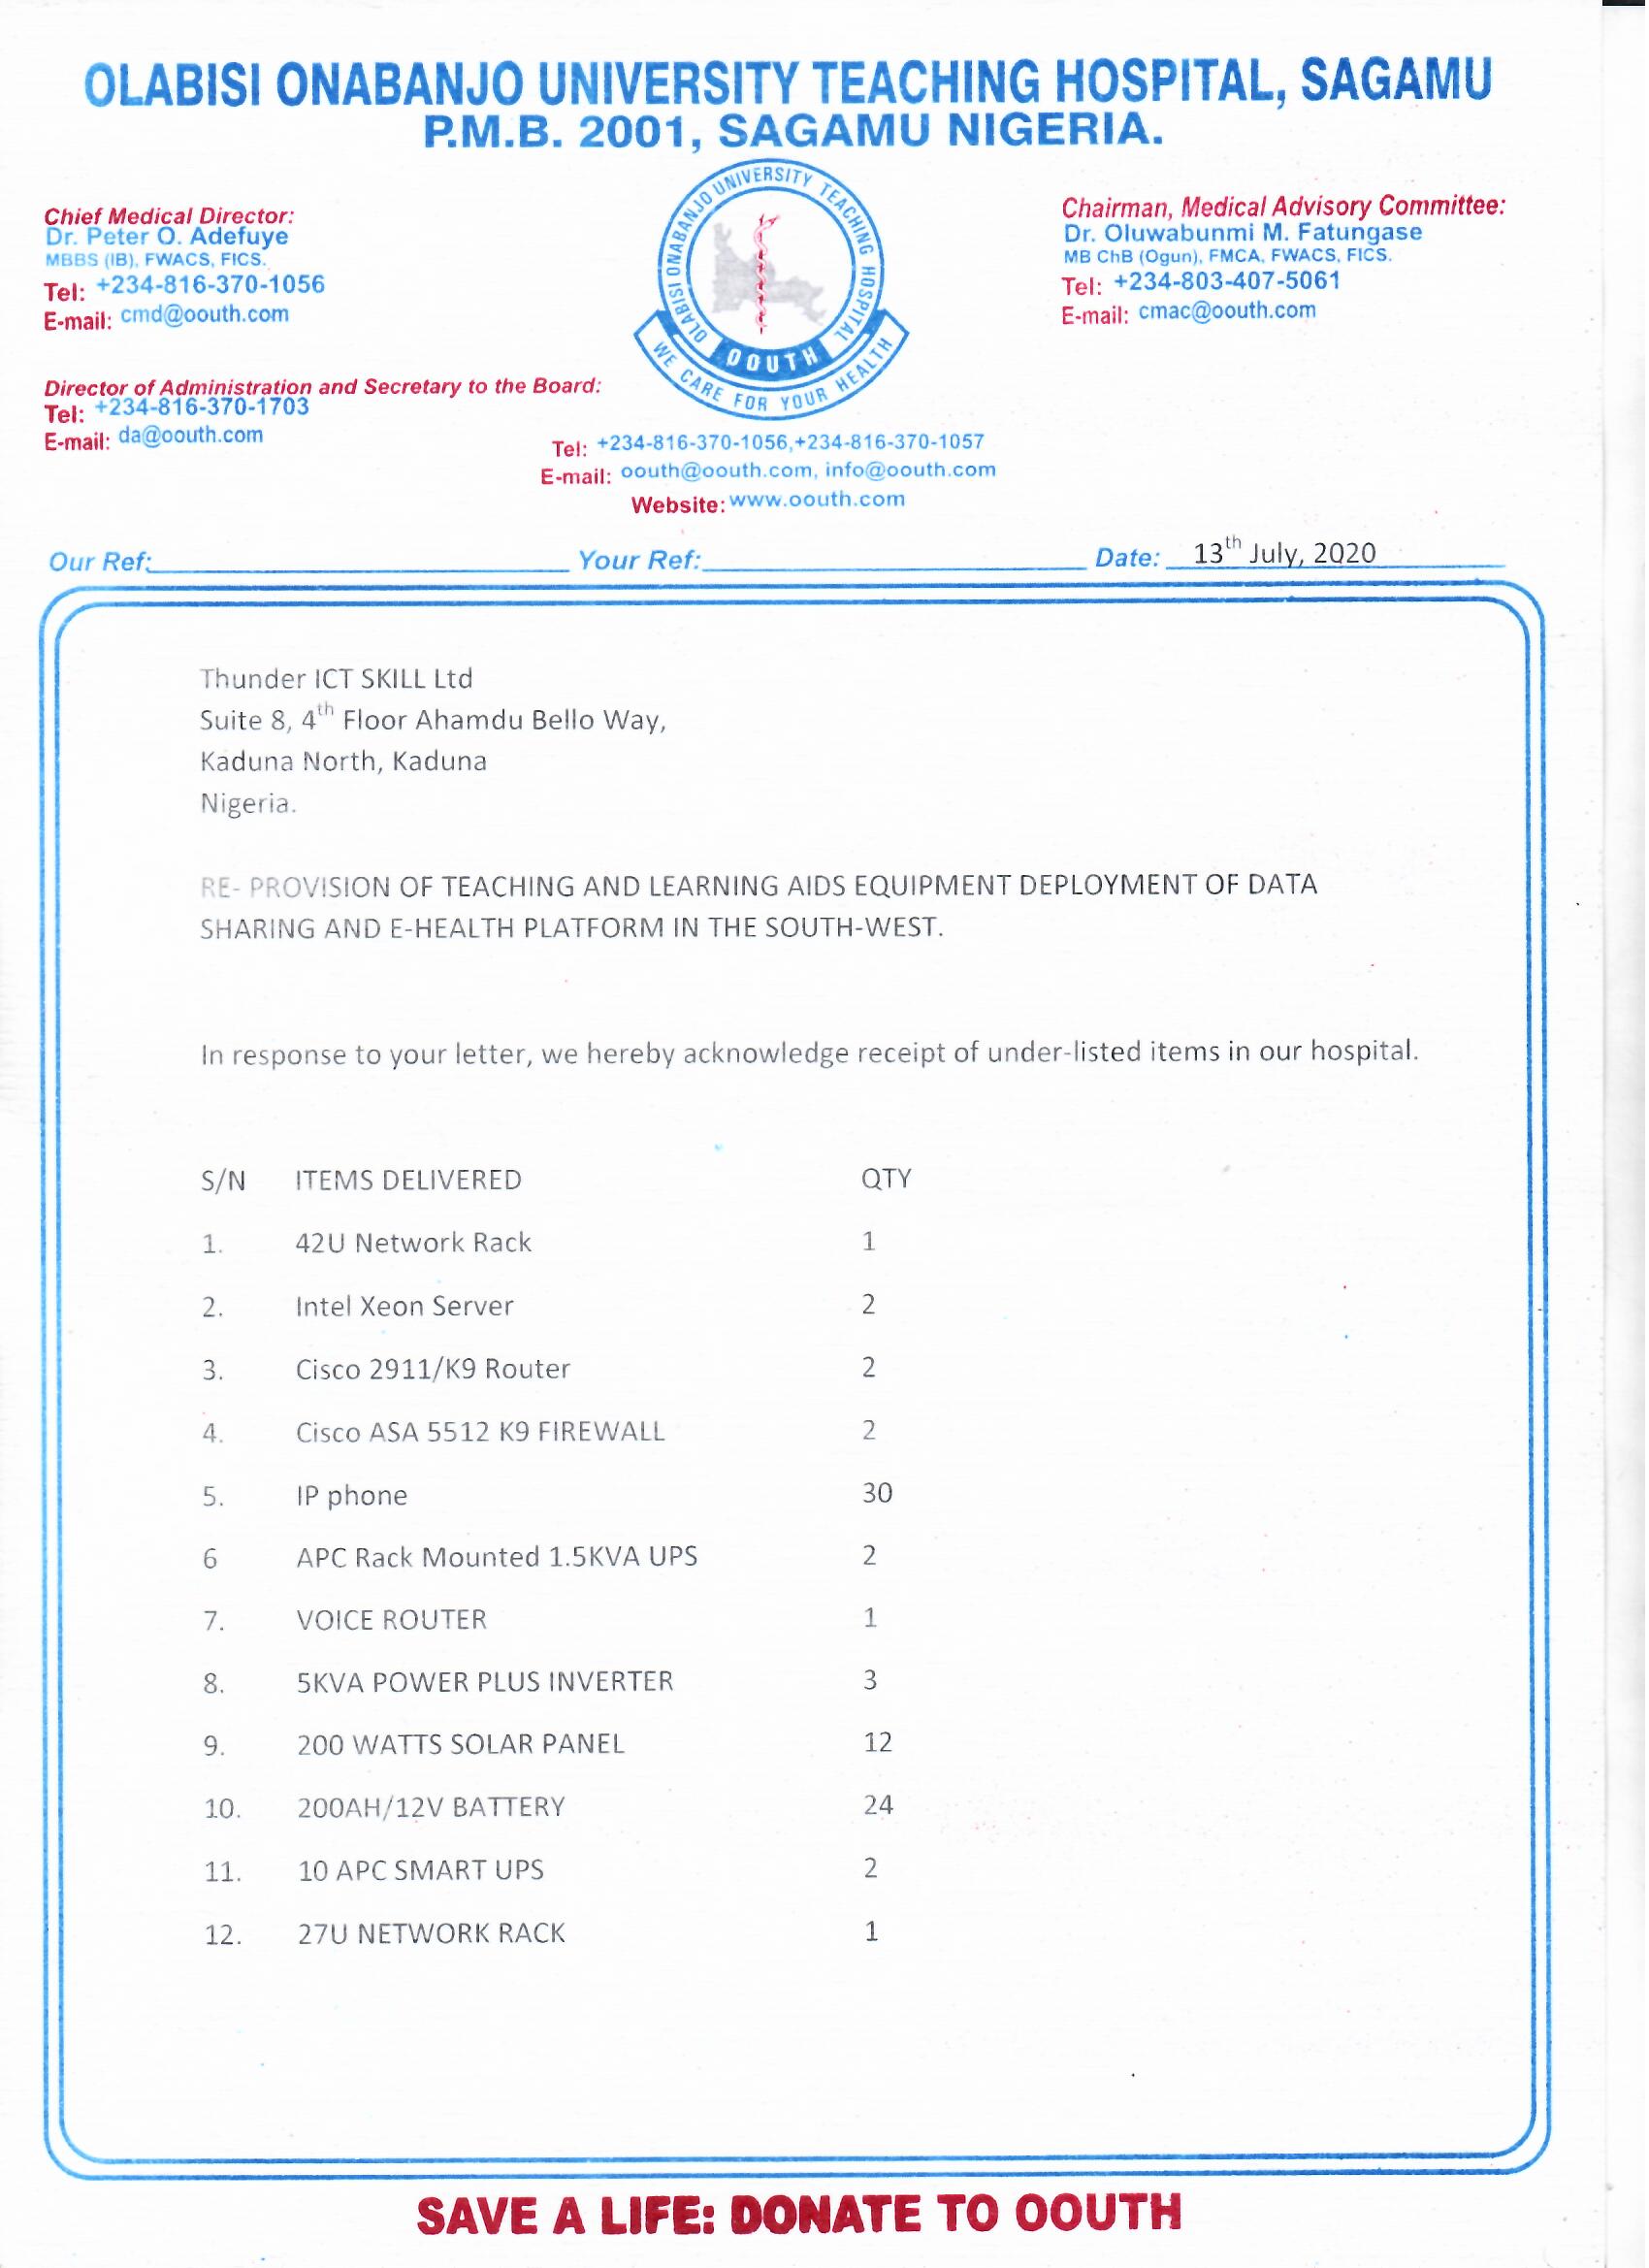 OLABISI ONABANJO UNIVERSITY TEACHING HOSPITAL, SAGAMU
P.M.B. 2001, SAGAMU NIGERIA.
Chief Medical Director:
Dr. Peter O. Adefuye
MBBS (IB), FWACS, FICS.
Tel: +234-816-370-1056
E-mail: cmd@oouth.com
OLABISI ONABANJO UNIVERSITY TEACHING HOSPITAL
OOUTH
WE CARE FOR YOUR HEALTH
Chairman, Medical Advisory Committee:
Dr. Oluwabunmi M. Fatungase
MB ChB (Ogun), FMCA, FWACS, FICS.
Tel: +234-803-407-5061
E-mail: cmac@oouth.com
Director of Administration and Secretary to the Board:
Tel: +234-816-370-1703
E-mail: da@oouth.com
Tel: +234-816-370-1056,+234-816-370-1057
E-mail: oouth@oouth.com, info@oouth.com
Website: www.oouth.com
Our Ref: Your Ref: Date: 13th July, 2020
Thunder ICT SKILL Ltd
Suite 8, 4th Floor Ahamdu Bello Way,
Kaduna North, Kaduna
Nigeria.
RE- PROVISION OF TEACHING AND LEARNING AIDS EQUIPMENT DEPLOYMENT OF DATA
SHARING AND E-HEALTH PLATFORM IN THE SOUTH-WEST.
In response to your letter, we hereby acknowledge receipt of under-listed items in our hospital.
S/N ITEMS DELIVERED QTY
1. 42U Network Rack 1
2. Intel Xeon Server 2
3. Cisco 2911/K9 Router 2
4. Cisco ASA 5512 K9 FIREWALL 2
5. IP phone 30
6 APC Rack Mounted 1.5KVA UPS 2
7. VOICE ROUTER 1
8. 5KVA POWER PLUS INVERTER 3
9. 200 WATTS SOLAR PANEL 12
10. 200AH/12V BATTERY 24
11. 10 APC SMART UPS 2
12. 27U NETWORK RACK 1
SAVE A LIFE: DONATE TO OOUTH